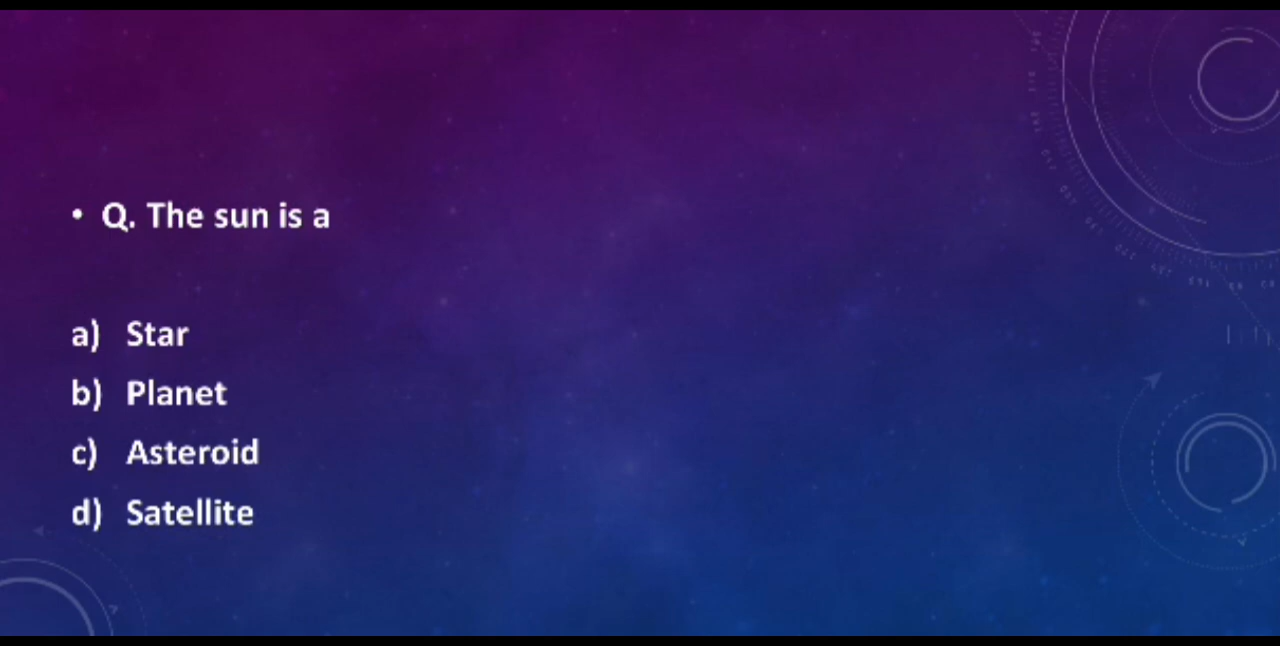 • Q. The sun is a
a) Star
b) Planet
c) Asteroid
d) Satellite